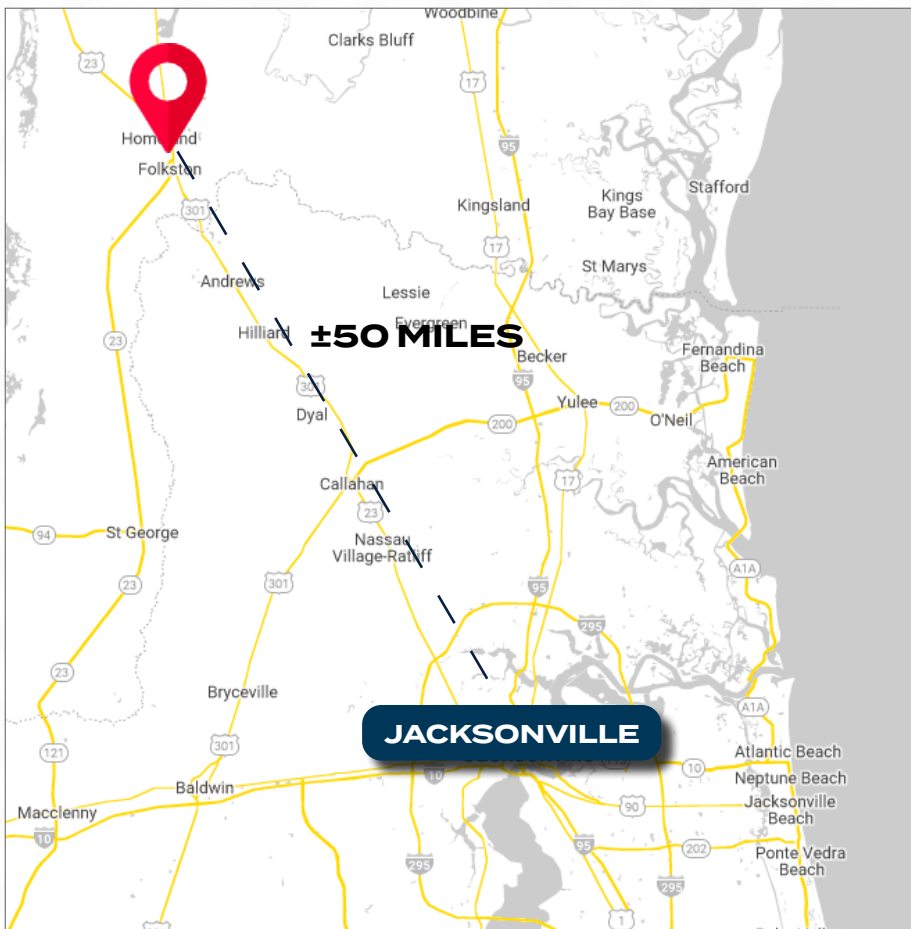 Woodbine
Clarks Bluff
23
17
Homeland
95
Folkston
Kings
Bay Base
Stafford
Kingsland
301
17
St Marys
Andrews
Lessie
Hilliard
Evergreen
±50 MILES
23
Becker
Fernandina
Beach
95
301
Yulee
200
Dyal
200
O'Neil
American
Beach
Callahan
17
23
94
St George
Nassau
Village-Ratliff
A1A
301
23
95
295
23
Bryceville
A1A
JACKSONVILLE
301
121
Atlantic Beach
10
10
Neptune Beach
Baldwin
Jacksonville
Beach
90
Macclenny
10
95
202
Ponte Vedra
Beach
295
295
1